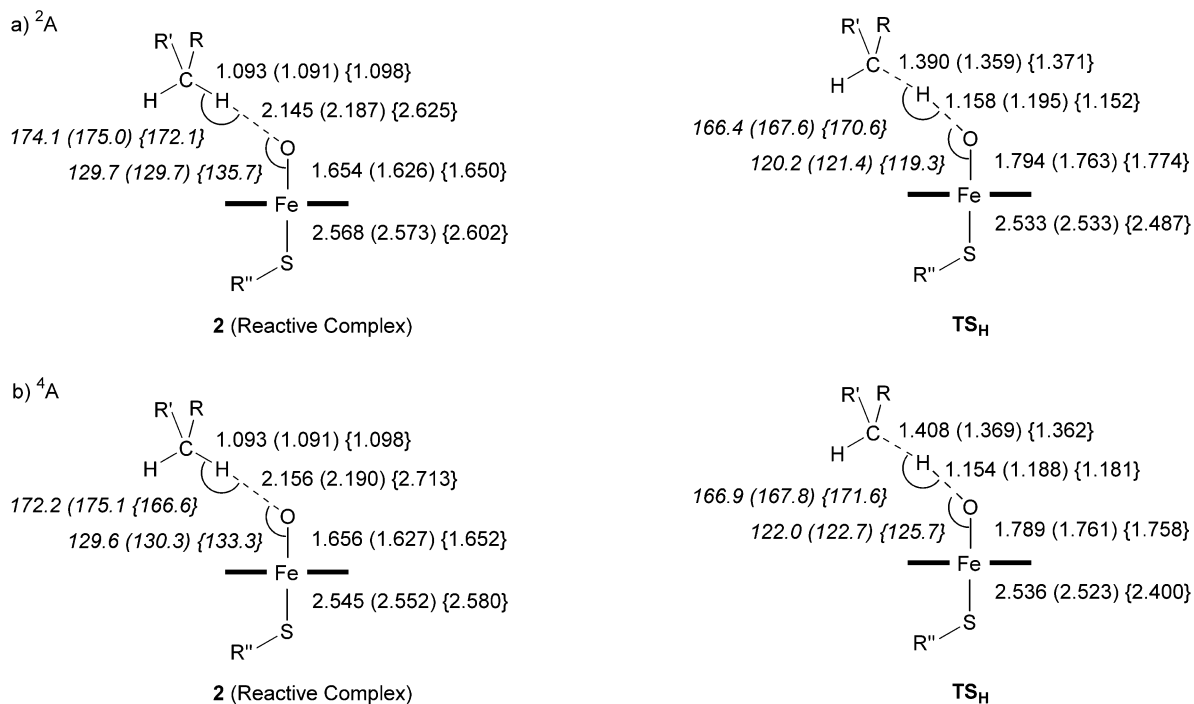 a) ²A
R' R
1.093 (1.091) {1.098}
C
H H
2.145 (2.187) {2.625}
174.1 (175.0) {172.1}
O
129.7 (129.7) {135.7}
1.654 (1.626) {1.650}
Fe
2.568 (2.573) {2.602}
S
R"
2 (Reactive Complex)
R' R
1.390 (1.359) {1.371}
C
H H
1.158 (1.195) {1.152}
166.4 (167.6) {170.6}
O
120.2 (121.4) {119.3}
1.794 (1.763) {1.774}
Fe
2.533 (2.533) {2.487}
S
R"
TS_H
b) ⁴A
R' R
1.093 (1.091) {1.098}
C
H H
2.156 (2.190) {2.713}
172.2 (175.1 {166.6}
O
129.6 (130.3) {133.3}
1.656 (1.627) {1.652}
Fe
2.545 (2.552) {2.580}
S
R"
2 (Reactive Complex)
R' R
1.408 (1.369) {1.362}
C
H H
1.154 (1.188) {1.181}
166.9 (167.8) {171.6}
O
122.0 (122.7) {125.7}
1.789 (1.761) {1.758}
Fe
2.536 (2.523) {2.400}
S
R"
TS_H